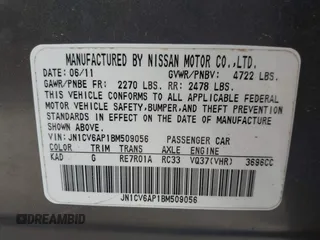 MANUFACTURED BY NISSAN MOTOR CO.,LTD.
DATE: 06/11 GVWR/PNBV: 4722 LBS.
GAWR/PNBE FR: 2270 LBS. RR: 2478 LBS.
THIS VEHICLE CONFORMS TO ALL APPLICABLE FEDERAL
MOTOR VEHICLE SAFETY,BUMPER,AND THEFT PREVENTION
STANDARDS IN EFFECT ON THE DATE OF MANUFACTURE
SHOWN ABOVE.
VIN: JN1CV6AP1BM509056 PASSENGER CAR
COLOR TRIM TRANS AXLE ENGINE
KAD G RE7R01A RC33 VQ37(VHR) 3696CC
JN1CV6AP1BM509056
DREAMBID